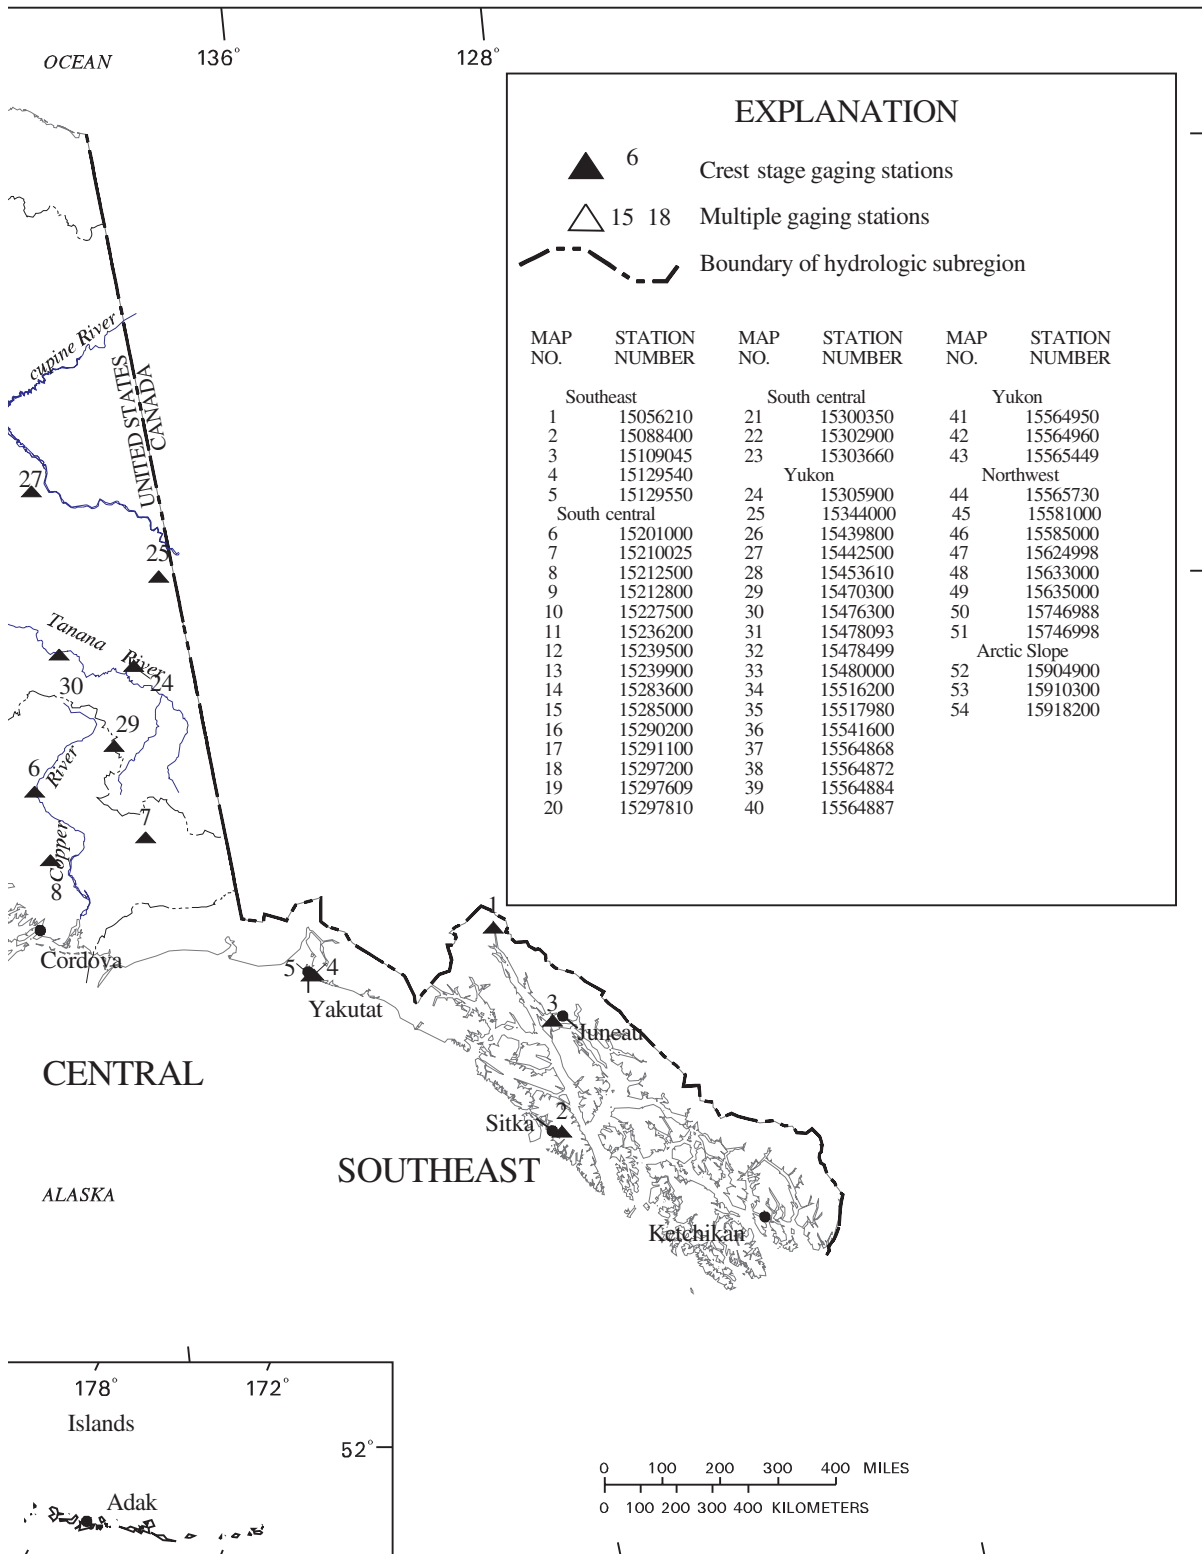 136°
128°
OCEAN
EXPLANATION
6
Crest stage gaging stations
15 18 Multiple gaging stations
Boundary of hydrologic subregion
MAP STATION MAP STATION MAP STATION
NO. NUMBER NO. NUMBER NO. NUMBER
Southeast South central Yukon
1 15056210 21 15300350 41 15564950
2 15088400 22 15302900 42 15564960
3 15109045 23 15303660 43 15565449
4 15129540 Yukon Northwest
5 15129550 24 15305900 44 15565730
South central 25 15344000 45 15581000
6 15201000 26 15439800 46 15585000
7 15210025 27 15442500 47 15624998
8 15212500 28 15453610 48 15633000
9 15212800 29 15470300 49 15635000
10 15227500 30 15476300 50 15746988
11 15236200 31 15478093 51 15746998
12 15239500 32 15478499 Arctic Slope
13 15239900 33 15480000 52 15904900
14 15283600 34 15516200 53 15910300
15 15285000 35 15517980 54 15918200
16 15290200 36 15541600
17 15291100 37 15564868
18 15297200 38 15564872
19 15297609 39 15564884
20 15297810 40 15564887
cupine River
UNITED STATES
CANADA
27
25
Tanana River
30
24
29
6
River
7
Copper
8
Cordova
5
4
Yakutat
1
3
Juneau
CENTRAL
2
Sitka
SOUTHEAST
ALASKA
Ketchikan
178°
172°
Islands
52°
Adak
0 100 200 300 400 MILES
0 100 200 300 400 KILOMETERS